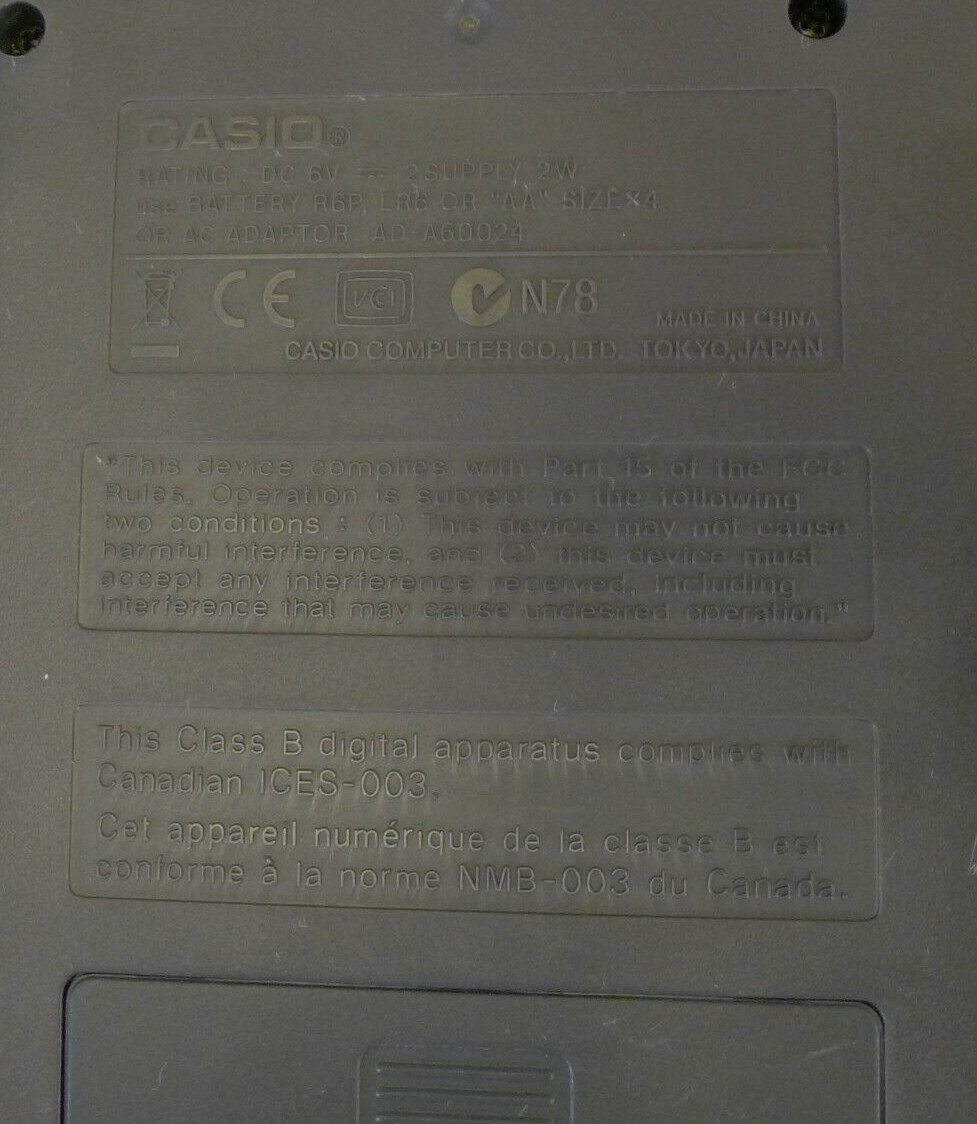 CASIO®
RATING : DC 6V ⎓ 2SUPPLY 2W
use BATTERY R6P, LR6 OR "AA" SIZE×4
OR AC ADAPTOR AD-A60024
CE VCI N78
MADE IN CHINA
CASIO COMPUTER CO.,LTD. TOKYO,JAPAN
"This device complies with Part 15 of the FCC
Rules. Operation is subject to the following
two conditions : (1) This device may not cause
harmful interference, and (2) this device must
accept any interference received, including
interference that may cause undesired operation."
This Class B digital apparatus complies with
Canadian ICES-003.
Cet appareil numérique de la classe B est
conforme à la norme NMB-003 du Canada.